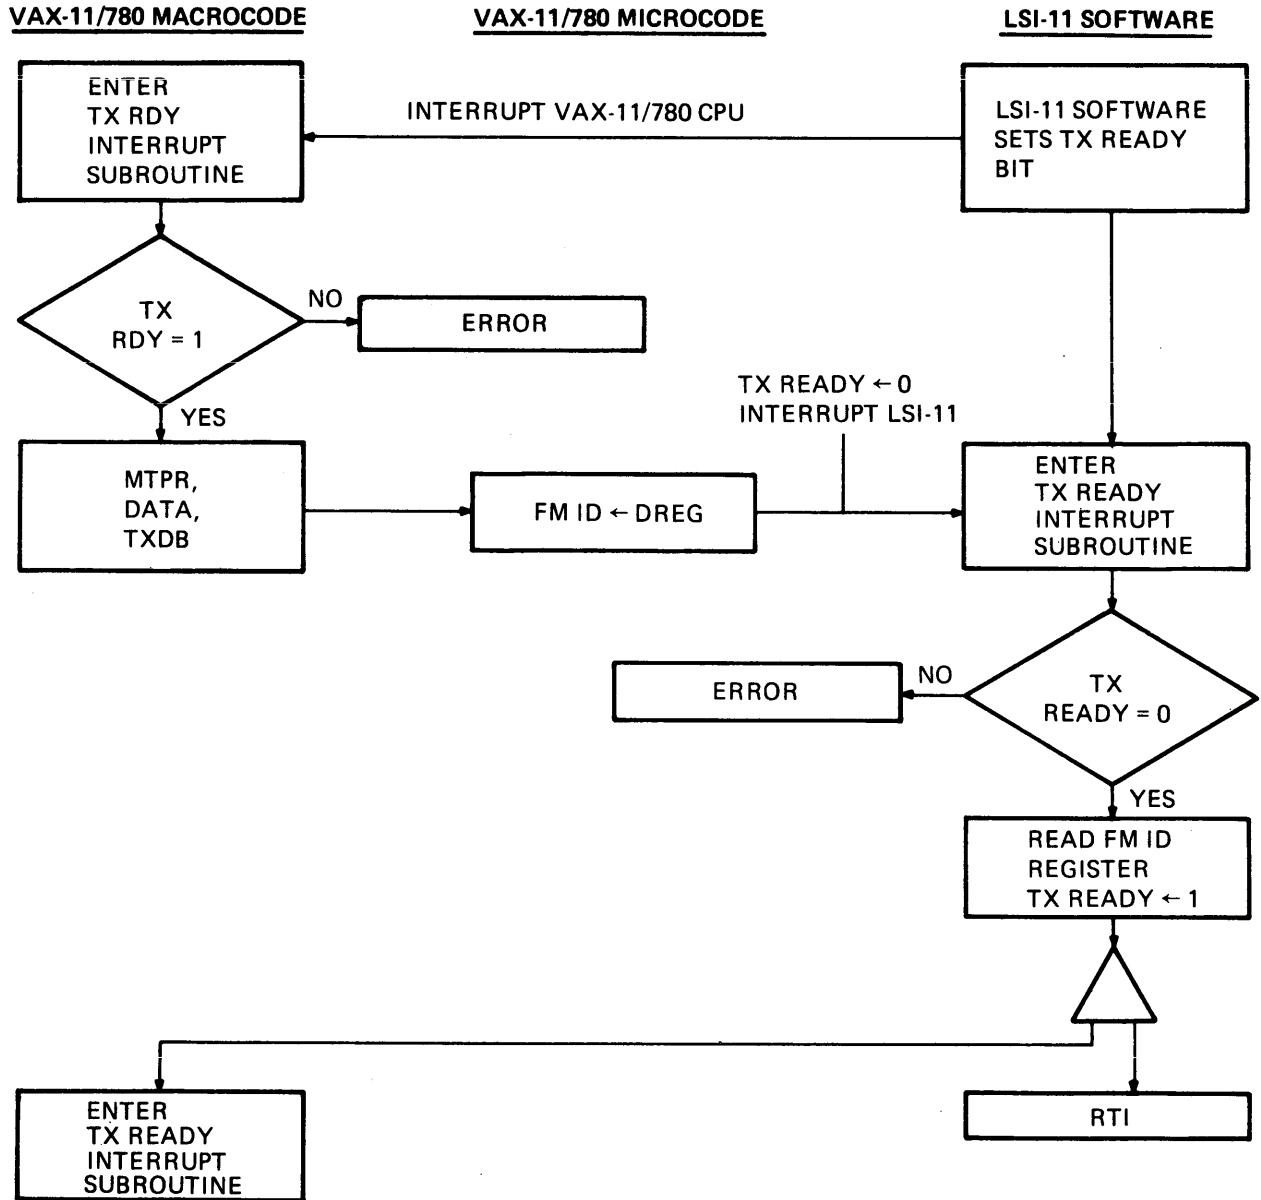 VAX-11/780 MACROCODE
VAX-11/780 MICROCODE
LSI-11 SOFTWARE
ENTER
TX RDY
INTERRUPT
SUBROUTINE
INTERRUPT VAX-11/780 CPU
LSI-11 SOFTWARE
SETS TX READY
BIT
TX
RDY = 1
NO
ERROR
YES
MTPR,
DATA,
TXDB
FM ID ← DREG
TX READY ← 0
INTERRUPT LSI-11
ENTER
TX READY
INTERRUPT
SUBROUTINE
TX
READY = 0
NO
ERROR
YES
READ FM ID
REGISTER
TX READY ← 1
ENTER
TX READY
INTERRUPT
SUBROUTINE
RTI